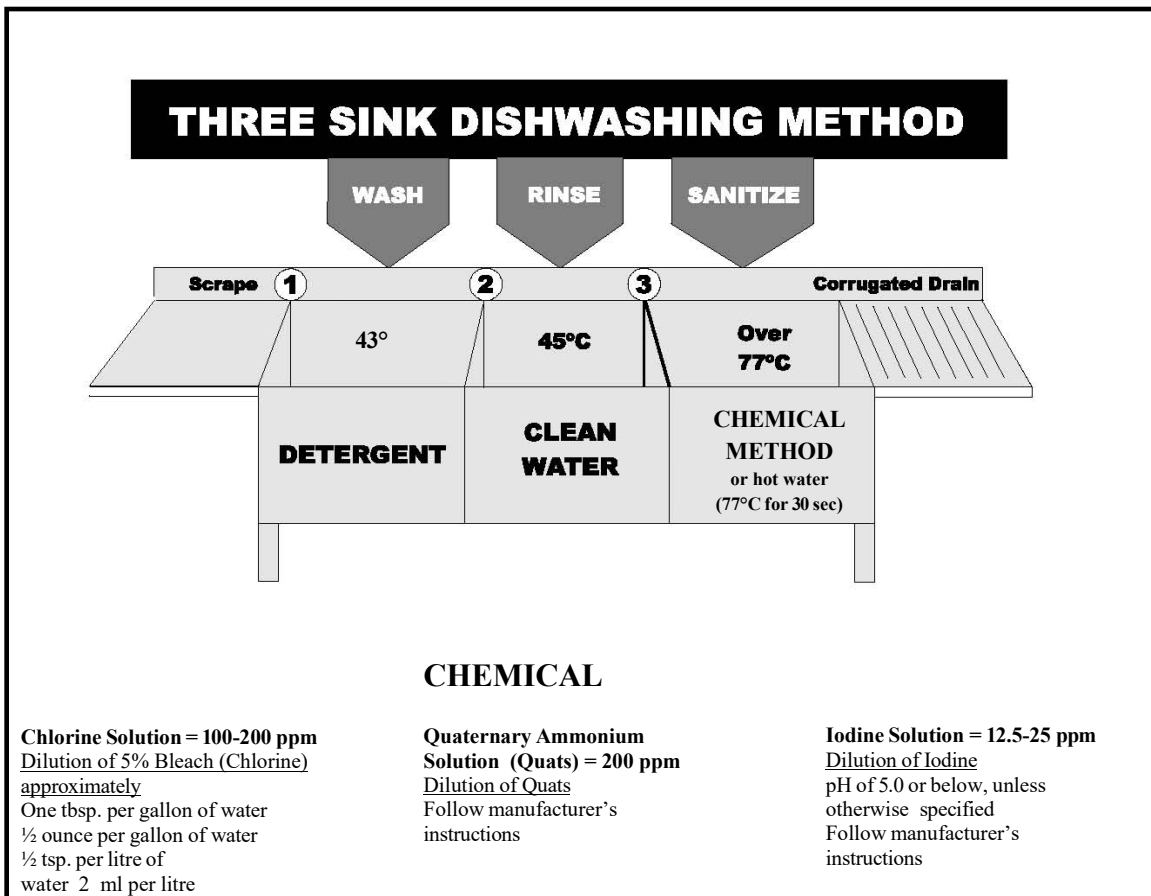 THREE SINK DISHWASHING METHOD
WASH
RINSE
SANITIZE
Scrape
1
2
3
Corrugated Drain
43°
45°C
Over
77°C
DETERGENT
CLEAN
WATER
CHEMICAL
METHOD
or hot water
(77°C for 30 sec)
CHEMICAL
Chlorine Solution = 100-200 ppm
Dilution of 5% Bleach (Chlorine)
approximately
One tbsp. per gallon of water
½ ounce per gallon of water
½ tsp. per litre of
water 2 ml per litre
Quaternary Ammonium
Solution (Quats) = 200 ppm
Dilution of Quats
Follow manufacturer’s
instructions
Iodine Solution = 12.5-25 ppm
Dilution of Iodine
pH of 5.0 or below, unless
otherwise specified
Follow manufacturer’s
instructions